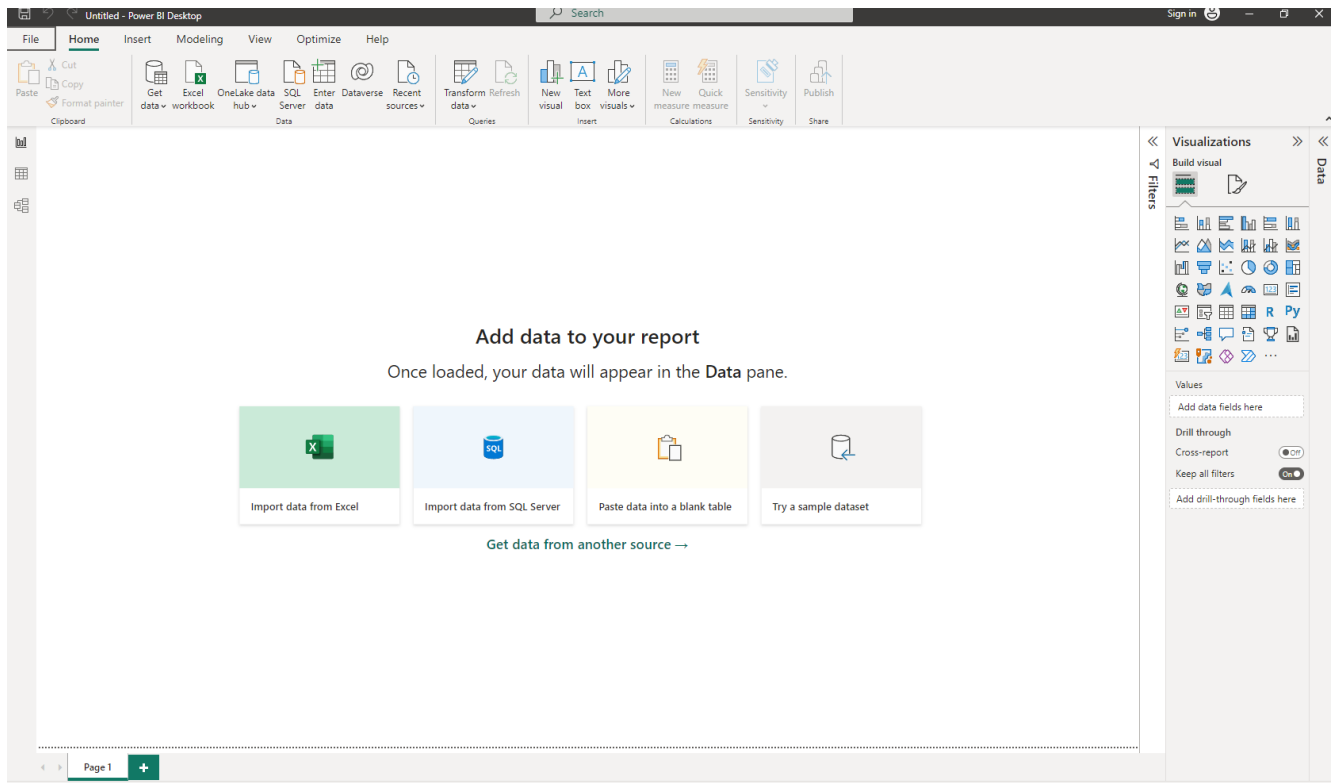 Untitled - Power BI Desktop
Search
Sign in
File Home Insert Modeling View Optimize Help
Paste
Cut
Copy
Format painter
Clipboard
Get data
Excel workbook
OneLake data hub
SQL Server
Enter data
Dataverse
Recent sources
Data
Transform data
Refresh
Queries
New visual
Text box
More visuals
Insert
New measure
Quick measure
Calculations
Sensitivity
Sensitivity
Publish
Share
Filters
Visualizations
Data
Build visual
123
R Py
123
Add data to your report
Once loaded, your data will appear in the Data pane.
X
SQL
Import data from Excel
Import data from SQL Server
Paste data into a blank table
Try a sample dataset
Get data from another source →
Values
Add data fields here
Drill through
Cross-report
Off
Keep all filters
On
Add drill-through fields here
Page 1
+